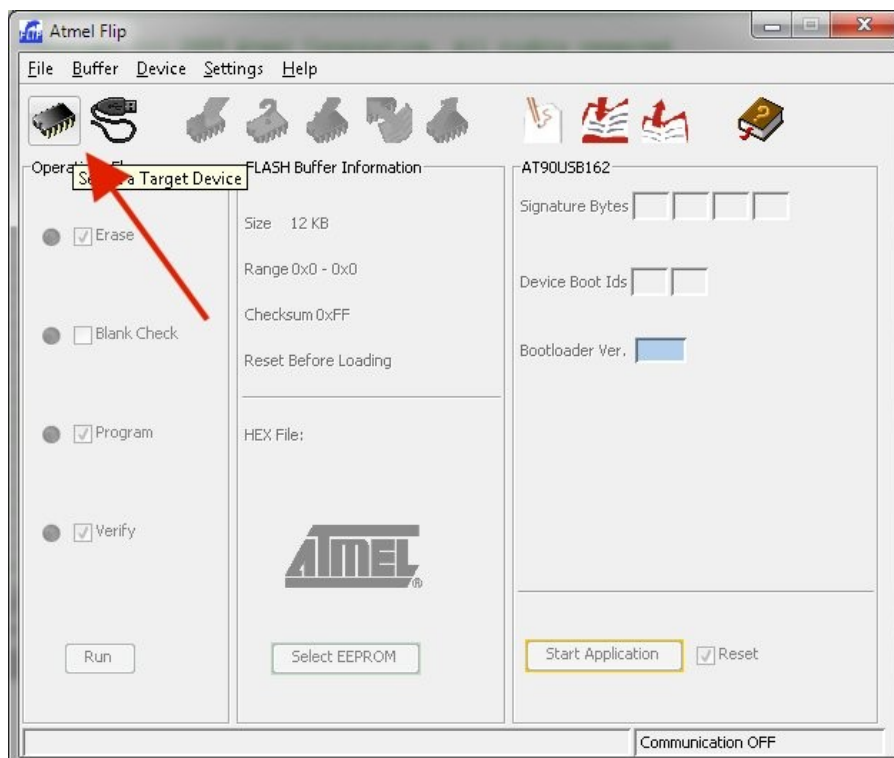 Atmel Flip
File Buffer Device Settings Help
FLASH Buffer Information
AT90USB162
a Target Device
Erase
Blank Check
Program
Verify
Run
Size 12 KB
Range 0x0 - 0x0
Checksum 0xFF
Reset Before Loading
HEX File:
ATMEL®
Select EEPROM
Signature Bytes
Device Boot Ids
Bootloader Ver.
Start Application
Reset
Communication OFF